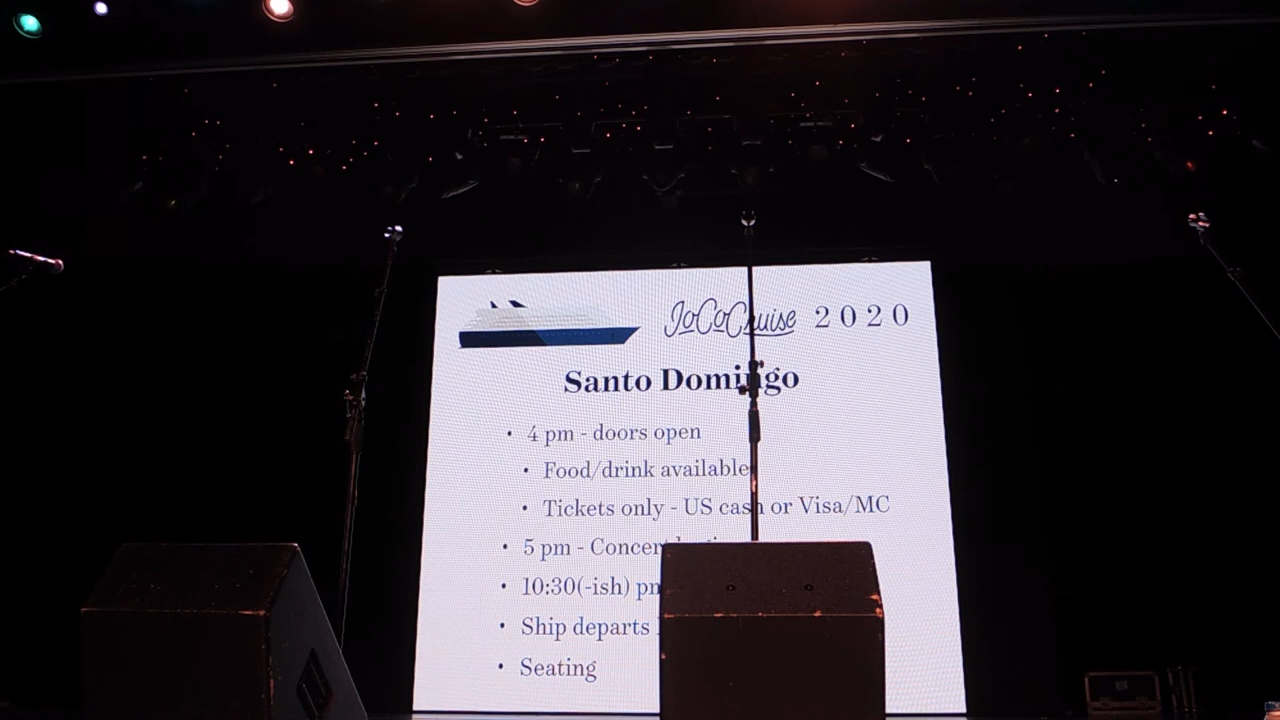 JoCoCruise 2020
Santo Domingo
• 4 pm - doors open
• Food/drink available
• Tickets only - US cash or Visa/MC
• 5 pm - Concert
• 10:30(-ish) pm
• Ship departs
• Seating